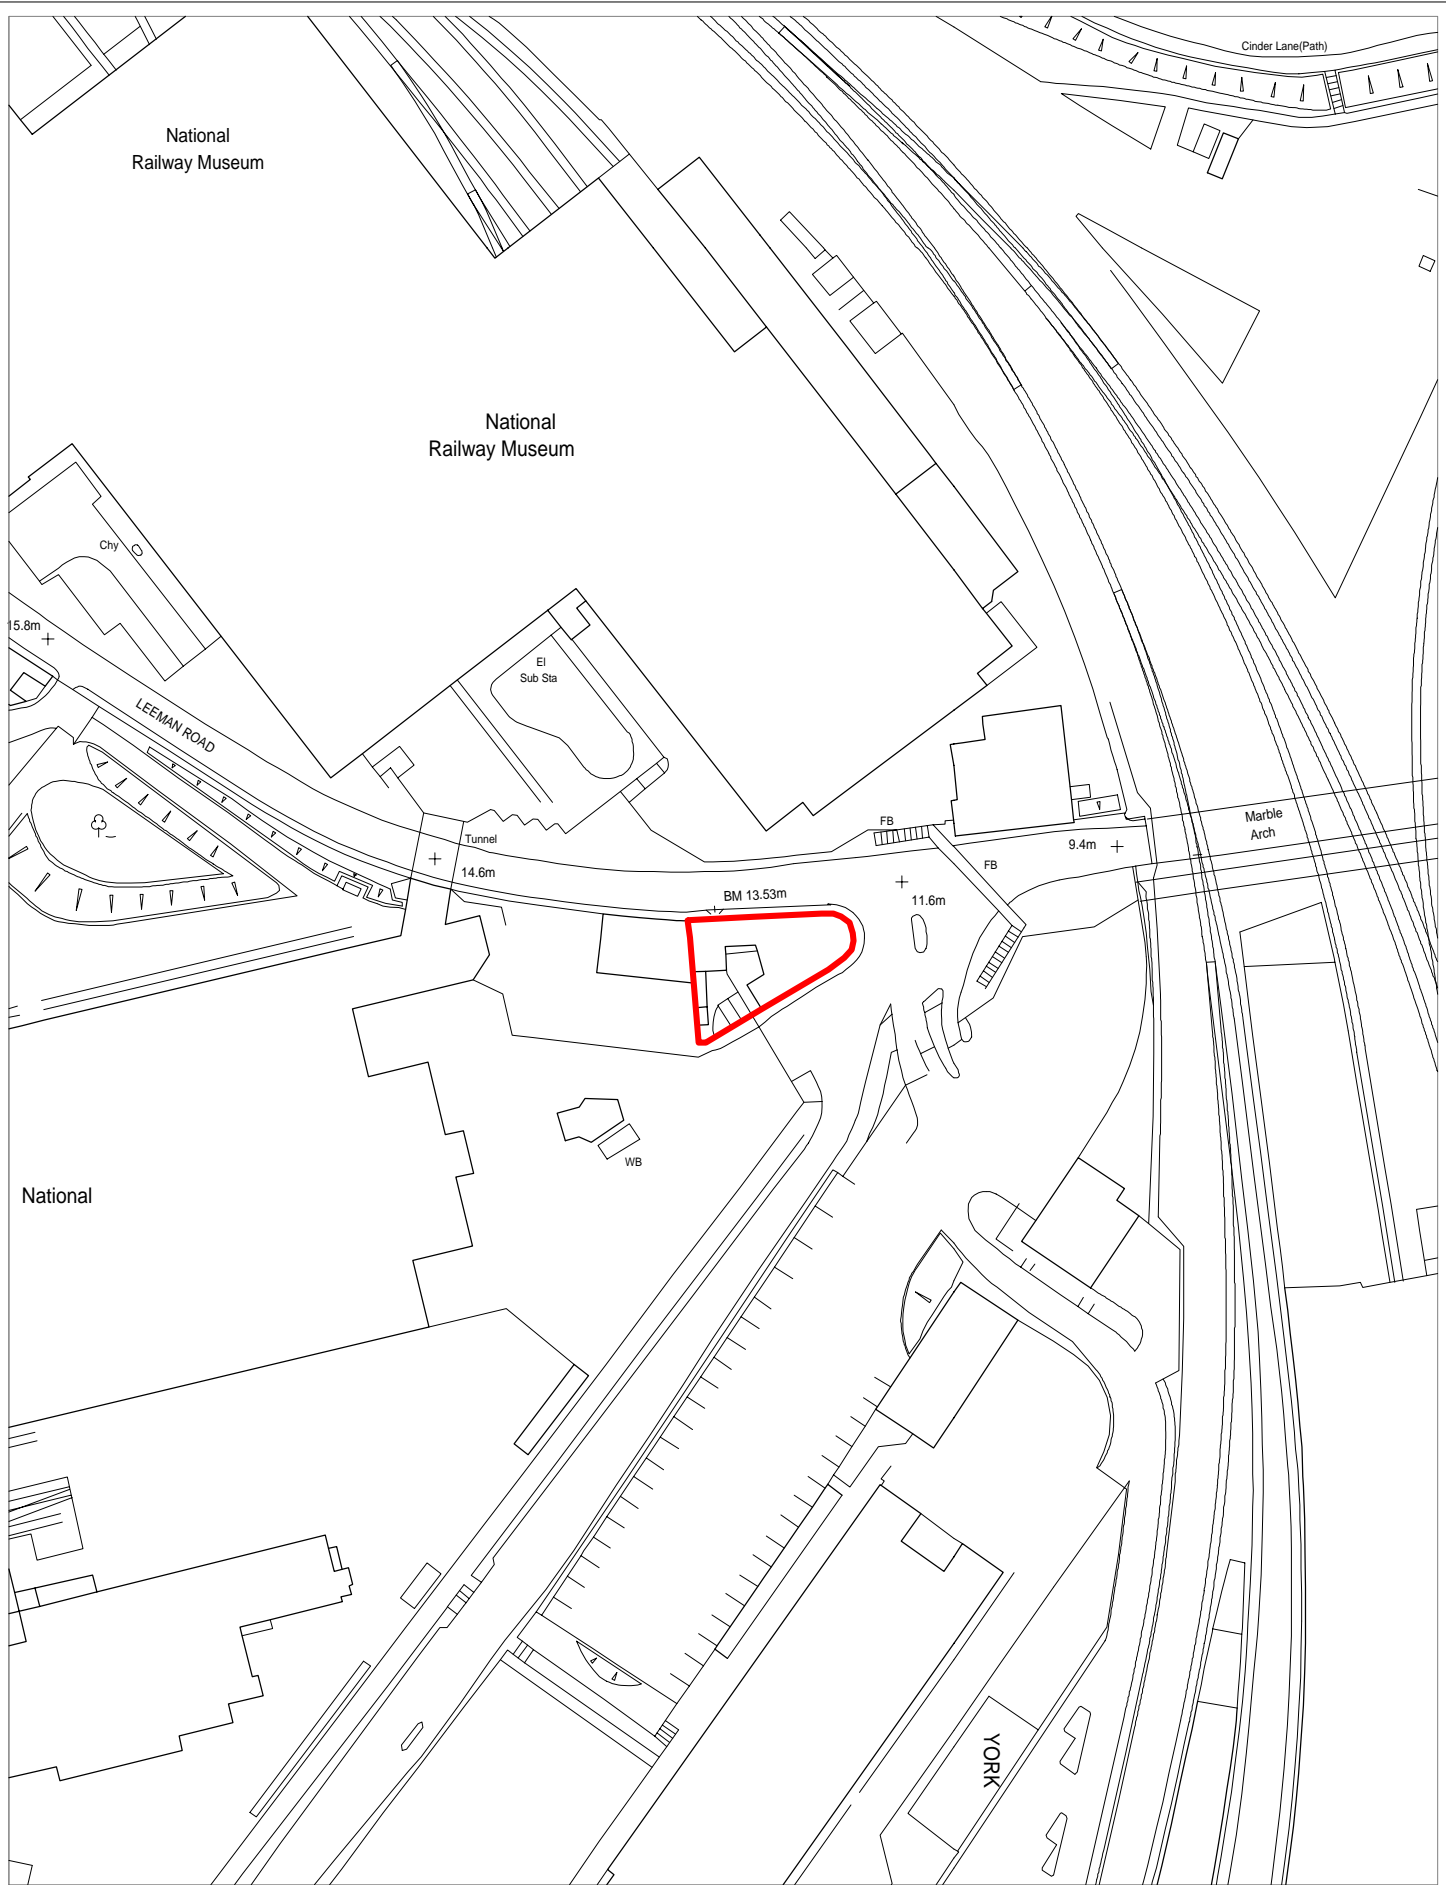 Cinder Lane(Path)
National
Railway Museum
National
Railway Museum
Chy
15.8m
El
Sub Sta
LEEMAN ROAD
Marble
Arch
FB
Tunnel
9.4m
FB
14.6m
BM 13.53m
11.6m
WB
National
YORK